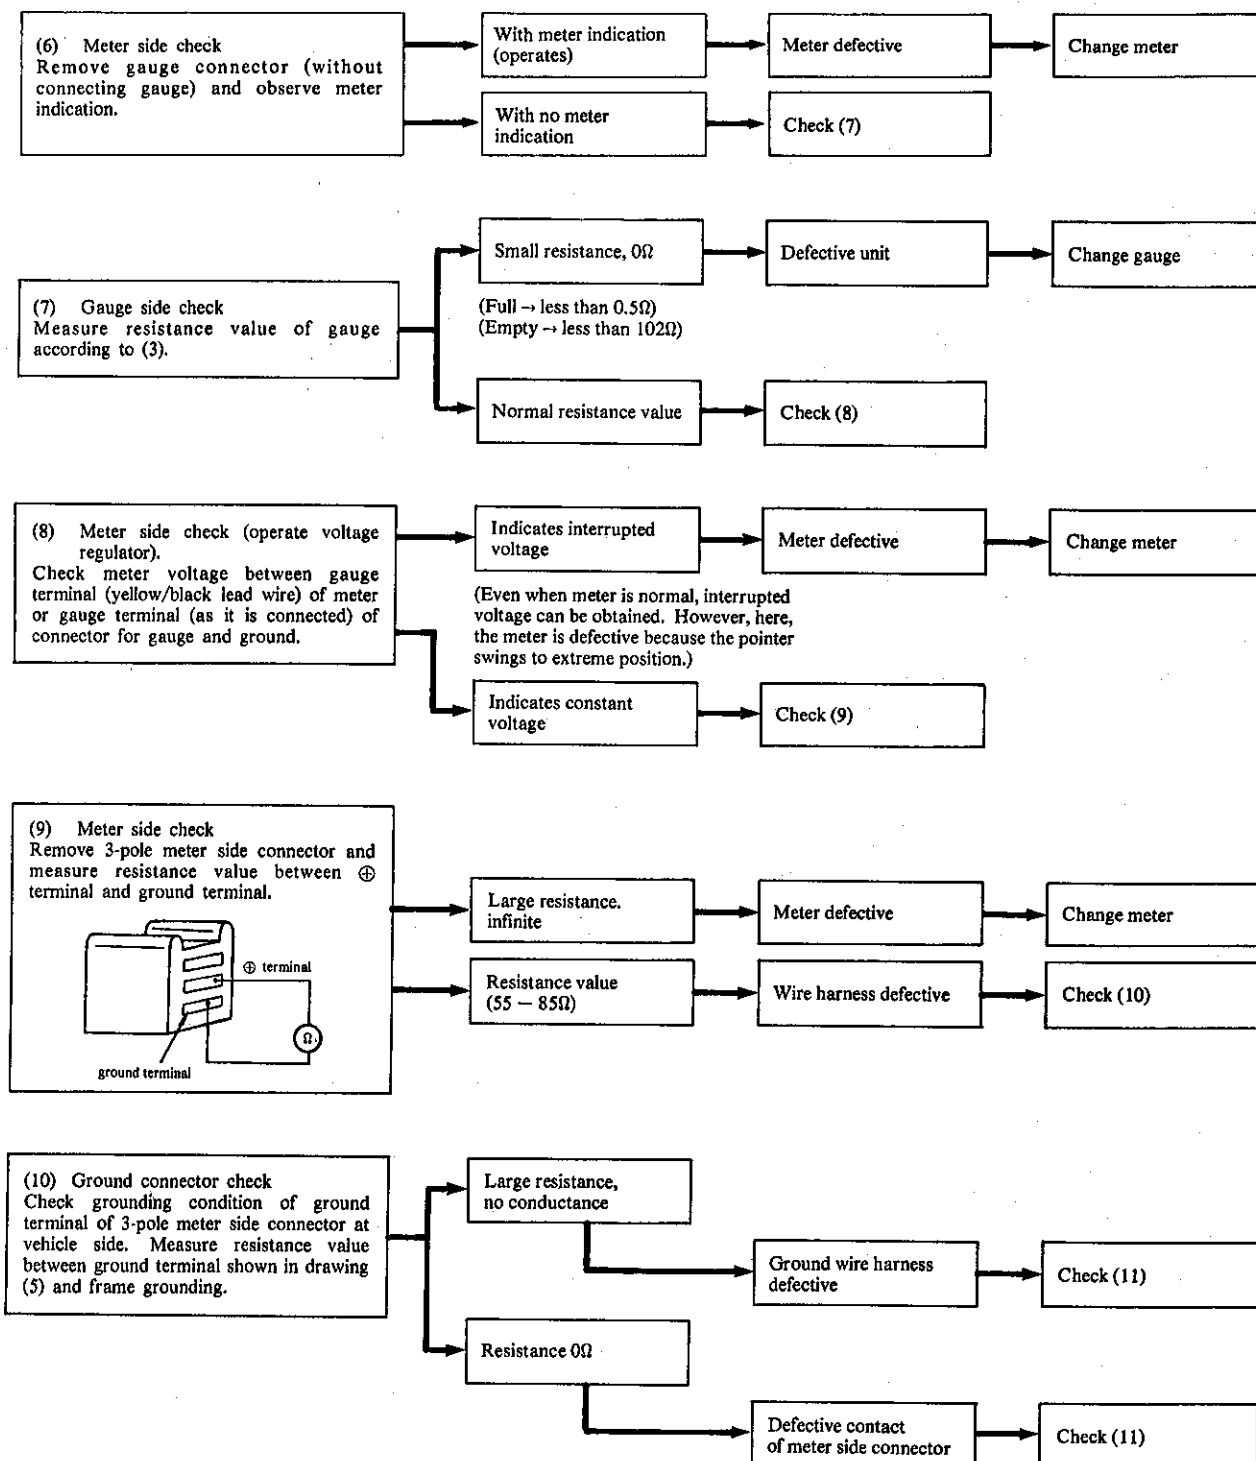 (6) Meter side check
Remove gauge connector (without
connecting gauge) and observe meter
indication.
With meter indication
(operates)
Meter defective
Change meter
With no meter
indication
Check (7)
(7) Gauge side check
Measure resistance value of gauge
according to (3).
Small resistance, 0Ω
Defective unit
Change gauge
(Full → less than 0.5Ω)
(Empty → less than 102Ω)
Normal resistance value
Check (8)
(8) Meter side check (operate voltage
regulator).
Check meter voltage between gauge
terminal (yellow/black lead wire) of meter
or gauge terminal (as it is connected) of
connector for gauge and ground.
Indicates interrupted
voltage
Meter defective
Change meter
(Even when meter is normal, interrupted
voltage can be obtained. However, here,
the meter is defective because the pointer
swings to extreme position.)
Indicates constant
voltage
Check (9)
(9) Meter side check
Remove 3-pole meter side connector and
measure resistance value between ⊕
terminal and ground terminal.
⊕ terminal
Ω
ground terminal
Large resistance.
infinite
Meter defective
Change meter
Resistance value
(55 – 85Ω)
Wire harness defective
Check (10)
(10) Ground connector check
Check grounding condition of ground
terminal of 3-pole meter side connector at
vehicle side. Measure resistance value
between ground terminal shown in drawing
(5) and frame grounding.
Large resistance,
no conductance
Ground wire harness
defective
Check (11)
Resistance 0Ω
Defective contact
of meter side connector
Check (11)